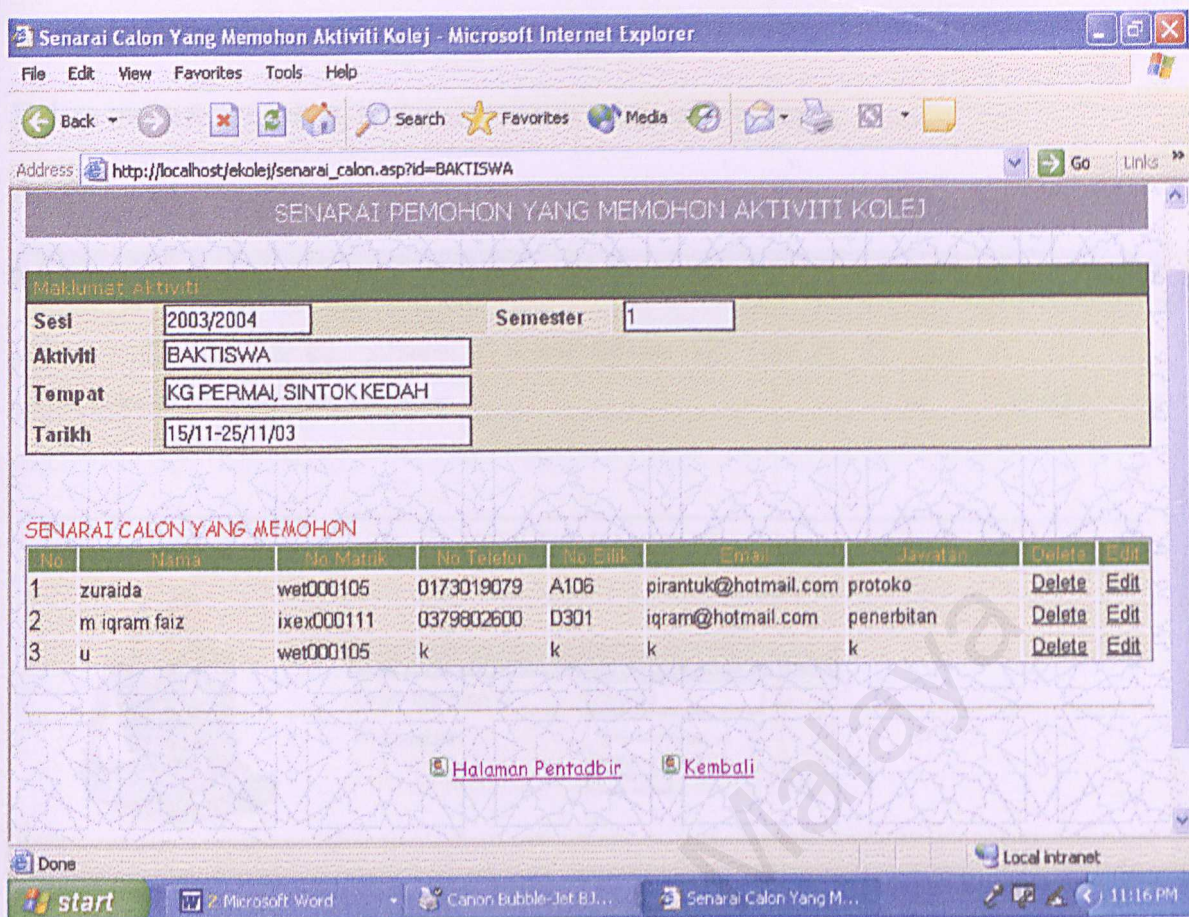 Senarai Calon Yang Memohon Aktiviti Kolej - Microsoft Internet Explorer
File Edit View Favorites Tools Help
Back Search Favorites Media
Address http://localhost/ekolej/senarai_calon.asp?id=BAKTISWA Go Links »
SENARAI PEMOHON YANG MEMOHON AKTIVITI KOLEJ
Maklumat Aktiviti
Sesi 2003/2004 Semester 1
Aktiviti BAKTISWA
Tempat KG PERMAI, SINTOK KEDAH
Tarikh 15/11-25/11/03
SENARAI CALON YANG MEMOHON
No Nama No Matrik No Telefon No Bilik Email Jawatan Delete Edit
1 zuraida wet000105 0173019079 A106 pirantuk@hotmail.com protoko Delete Edit
2 m iqram faiz ixex000111 0379802600 D301 iqram@hotmail.com penerbitan Delete Edit
3 u wet000105 k k k k Delete Edit
Halaman Pentadbir Kembali
Malaya
Done Local intranet
start 2 Microsoft Word Canon Bubble-Jet BJ... Senarai Calon Yang M... 11:16 PM